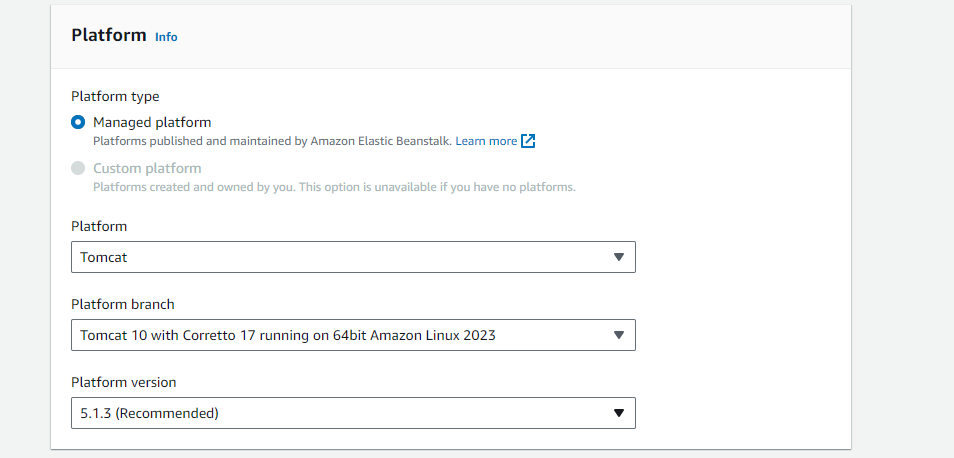 Platform Info
Platform type
Managed platform
Platforms published and maintained by Amazon Elastic Beanstalk. Learn more
Custom platform
Platforms created and owned by you. This option is unavailable if you have no platforms.
Platform
Tomcat
Platform branch
Tomcat 10 with Corretto 17 running on 64bit Amazon Linux 2023
Platform version
5.1.3 (Recommended)